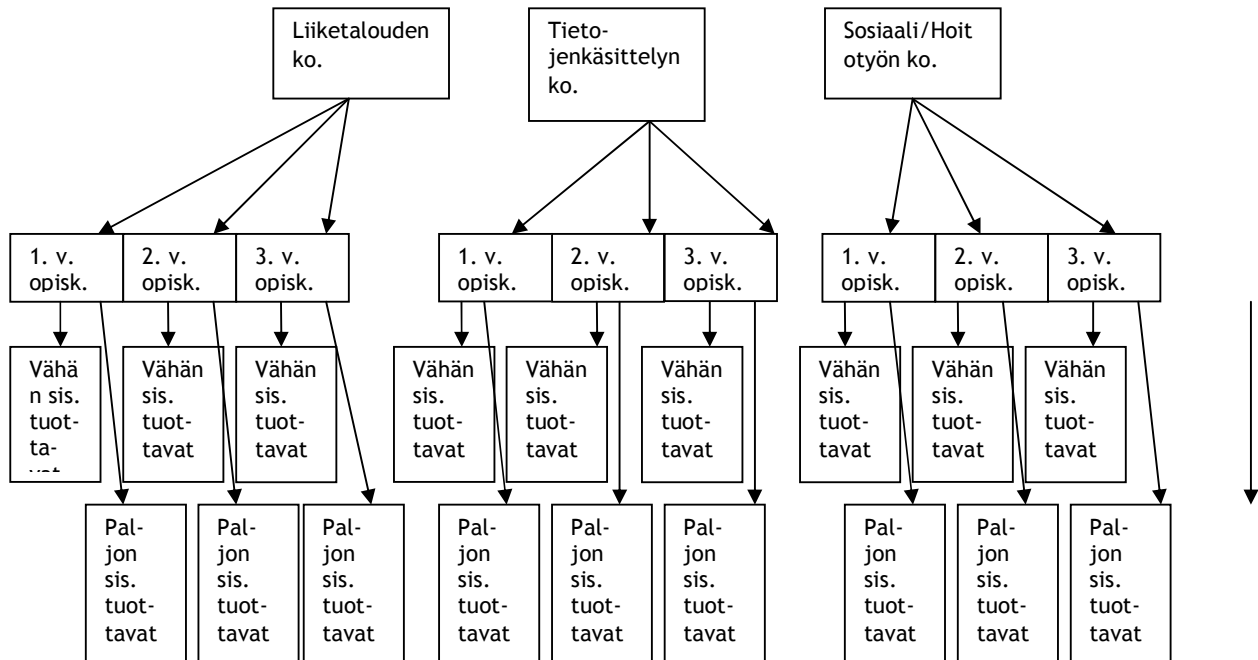 Liiketalouden
ko.
Tieto-
jenkäsittelyn
ko.
Sosiaali/Hoit
otyön ko.
1. v.
opisk.
2. v.
opisk.
3. v.
opisk.
1. v.
opisk.
2. v.
opisk.
3. v.
opisk.
1. v.
opisk.
2. v.
opisk.
3. v.
opisk.
Vähä
n sis.
tuot-
ta-
vat
Vähän
sis.
tuot-
tavat
Vähän
sis.
tuot-
tavat
Vähän
sis.
tuot-
tavat
Vähän
sis.
tuot-
tavat
Vähän
sis.
tuot-
tavat
Vähän
sis.
tuot-
tavat
Vähän
sis.
tuot-
tavat
Vähän
sis.
tuot-
tavat
Pal-
jon
sis.
tuot-
tavat
Pal-
jon
sis.
tuot-
tavat
Pal-
jon
sis.
tuot-
tavat
Pal-
jon
sis.
tuot-
tavat
Pal-
jon
sis.
tuot-
tavat
Pal-
jon
sis.
tuot-
tavat
Pal-
jon
sis.
tuot-
tavat
Pal-
jon
sis.
tuot-
tavat
Pal-
jon
sis.
tuot-
tavat